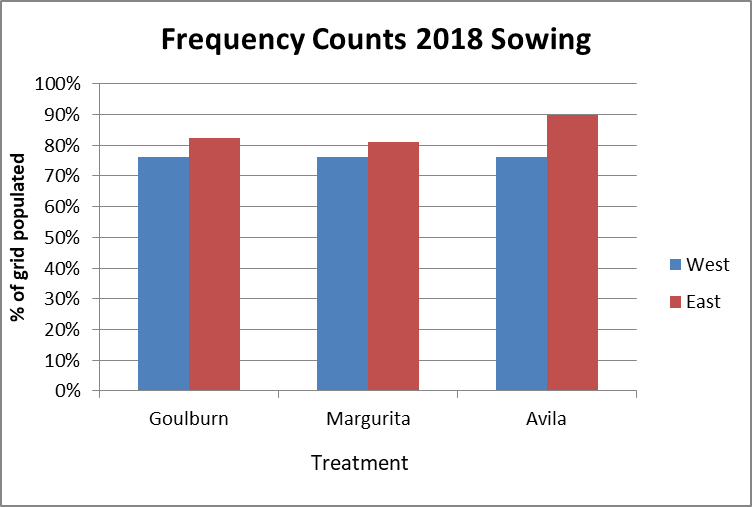 Frequency Counts 2018 Sowing
100%
90%
80%
70%
60%
50%
40%
30%
20%
10%
0%
% of grid populated
Goulburn
Margurita
Avila
Treatment
West
East